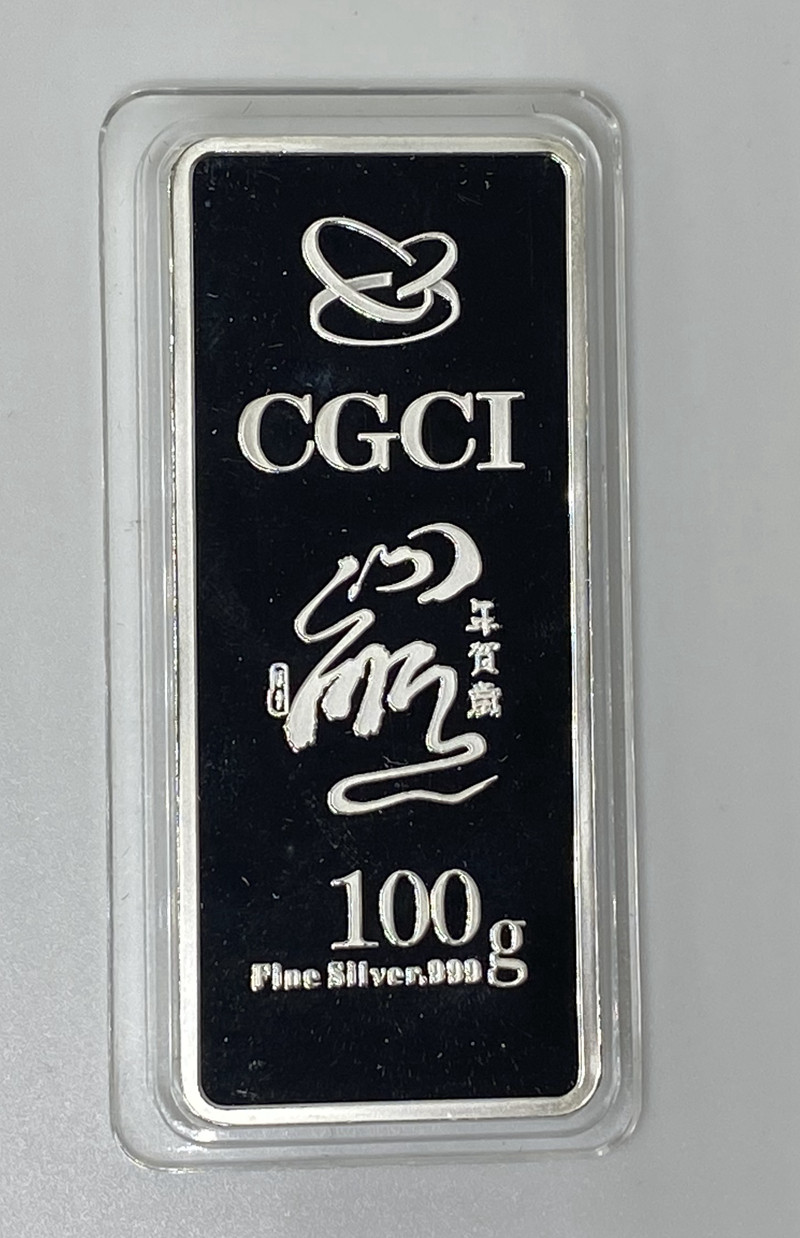 CGCI
年賀歲
100g
Fine Silver.999